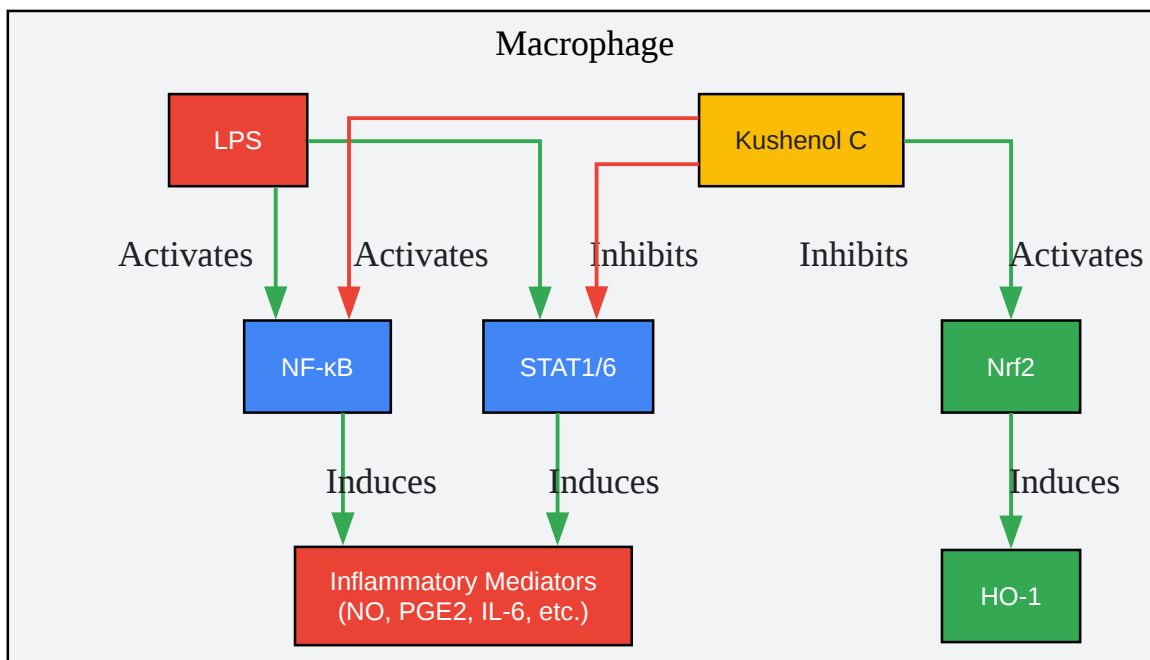 Macrophage
LPS
Kushenol C
Activates
Activates
Inhibits
Inhibits
Activates
NF-κB
STAT1/6
Nrf2
Induces
Induces
Induces
Inflammatory Mediators
(NO, PGE2, IL-6, etc.)
HO-1